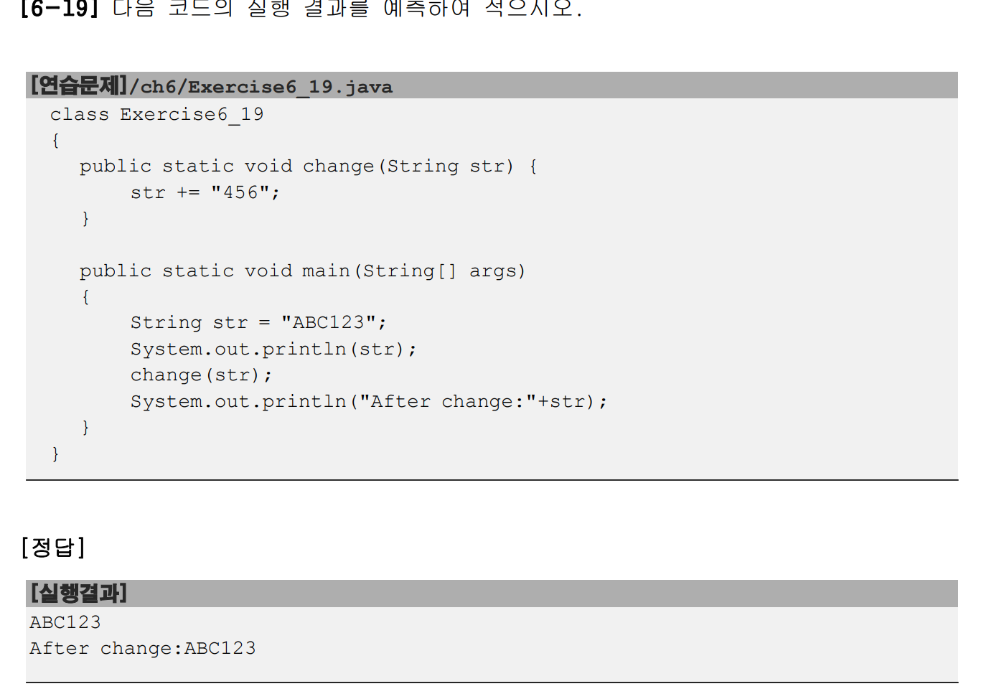 [6-19] 다음 코드의 실행 결과를 예측하여 적으시오.
[연습문제]/ch6/Exercise6_19.java
class Exercise6_19
{
public static void change(String str) {
str += "456";
}
public static void main(String[] args)
{
String str = "ABC123";
System.out.println(str);
change(str);
System.out.println("After change:"+str);
}
}
[정답]
[실행결과]
ABC123
After change:ABC123